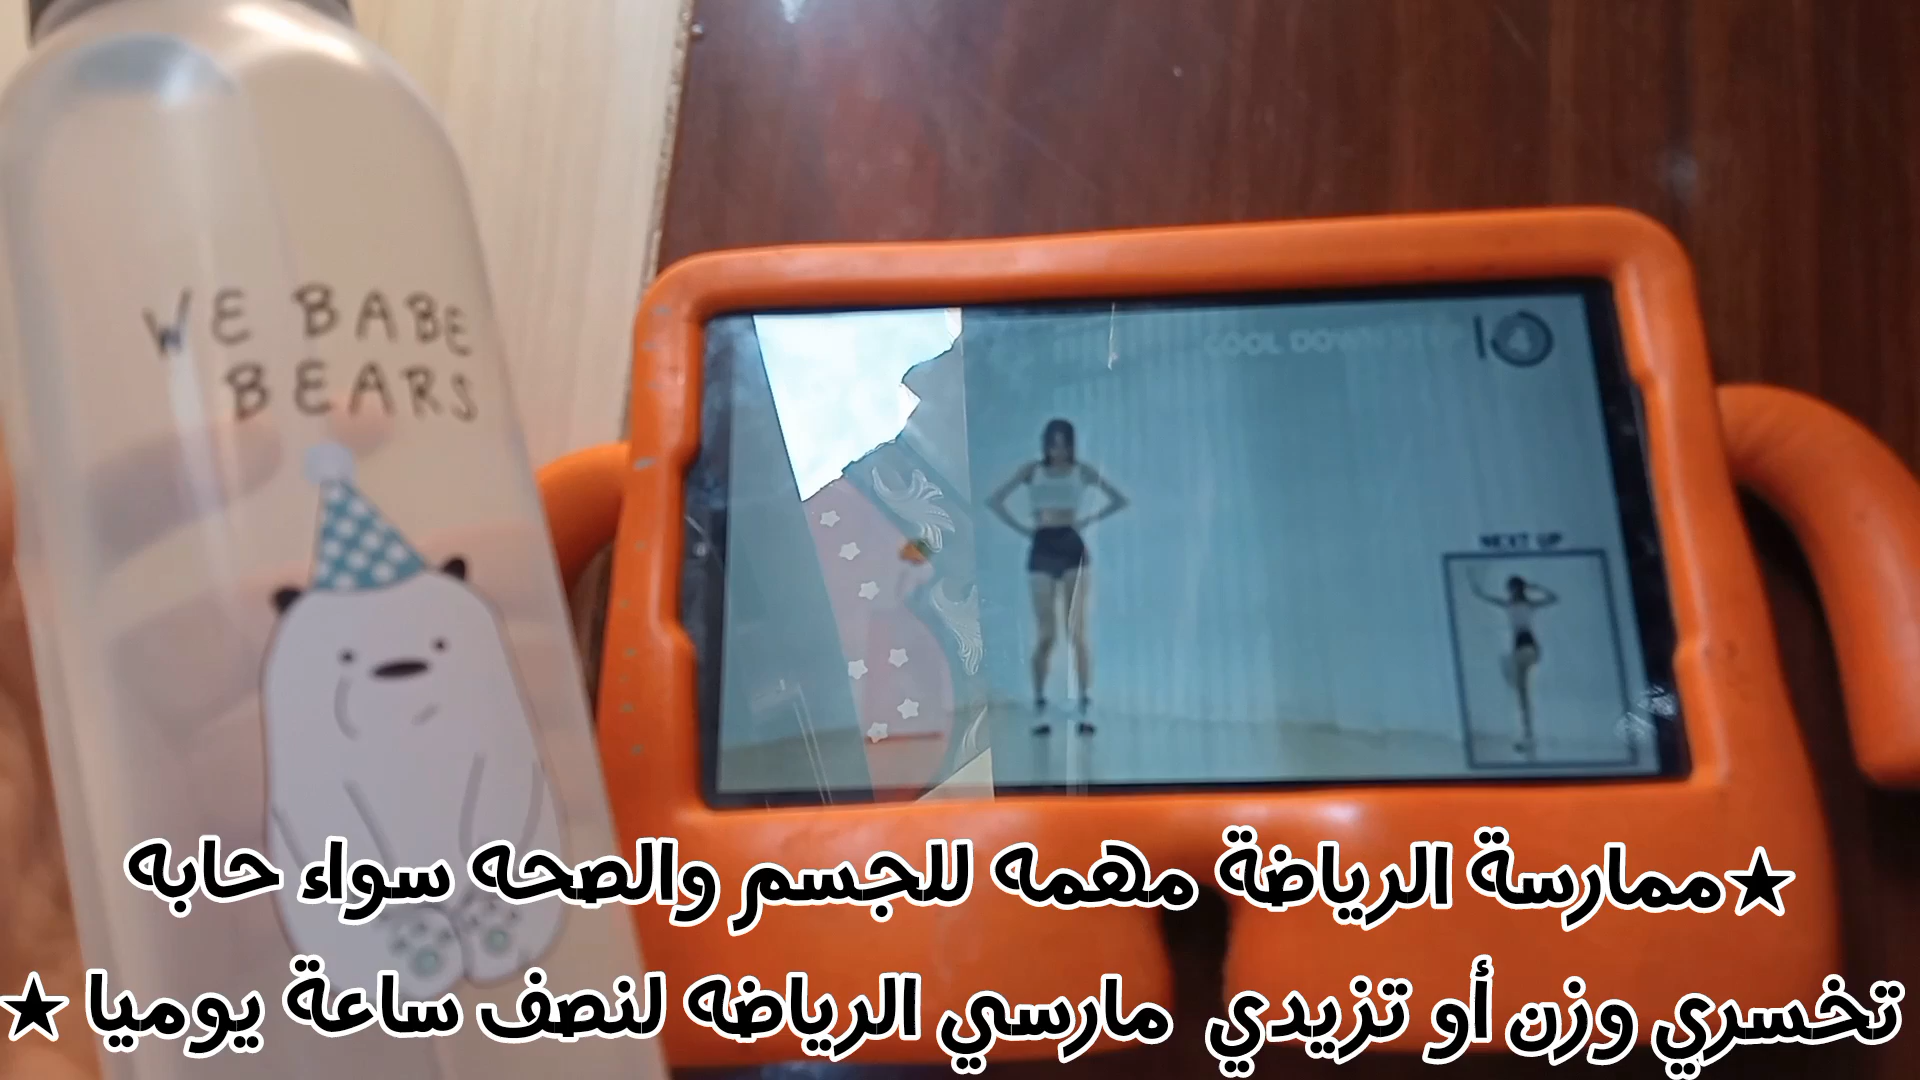 WE BABE
BEARS
COOL DOWN
NEXT UP
★ممارسة الرياضة مهمه للجسم والصحه سواء حابه
تخسري وزن أو تزيدي مارسي الرياضه لنصف ساعة يوميا ★